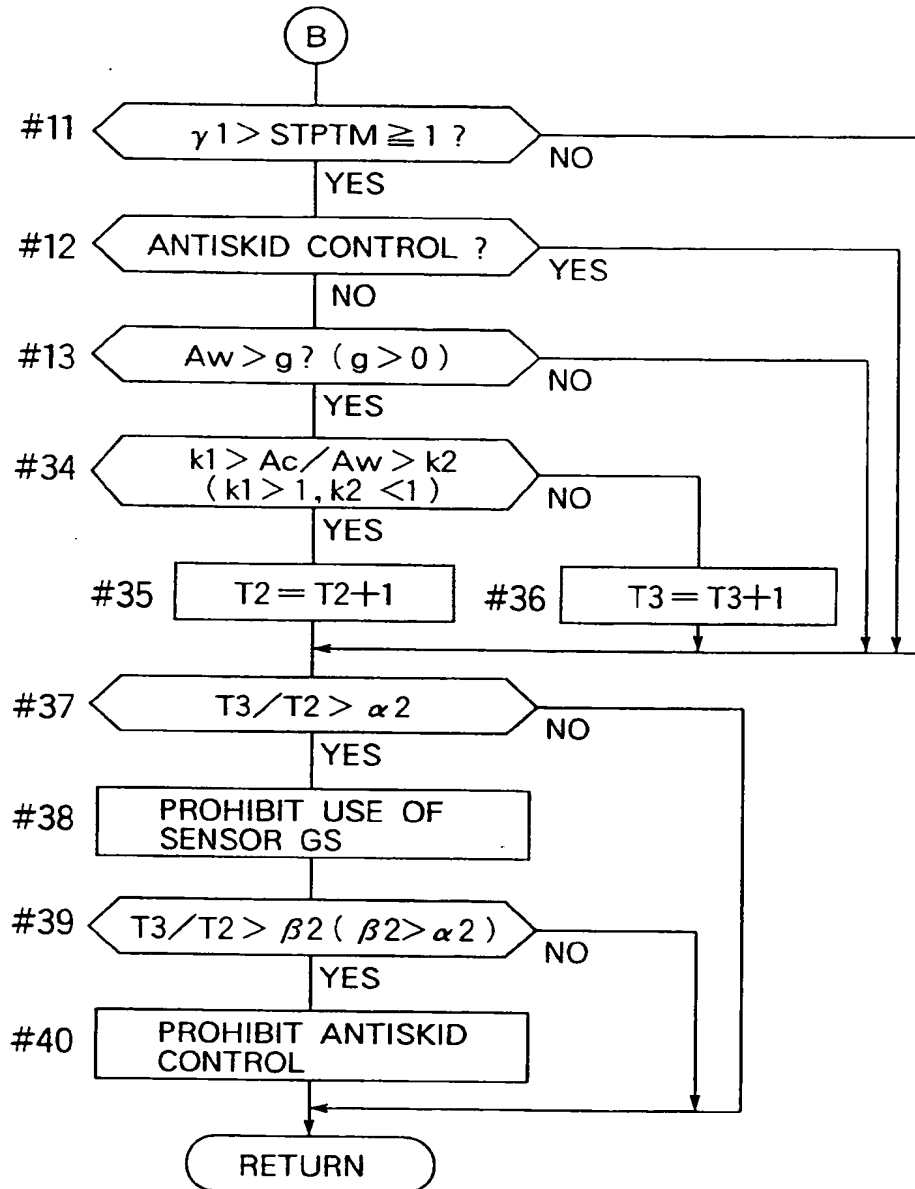 B
#11
γ1 > STPTM ≧ 1 ?
NO
YES
#12
ANTISKID CONTROL ?
YES
NO
#13
Aw > g? (g > 0)
NO
YES
#34
k1 > Ac/Aw > k2
(k1 > 1, k2 < 1)
NO
YES
#35
T2 = T2+1
#36
T3 = T3+1
#37
T3/T2 > α2
NO
YES
#38
PROHIBIT USE OF
SENSOR GS
#39
T3/T2 > β2 (β2 > α2)
NO
YES
#40
PROHIBIT ANTISKID
CONTROL
RETURN